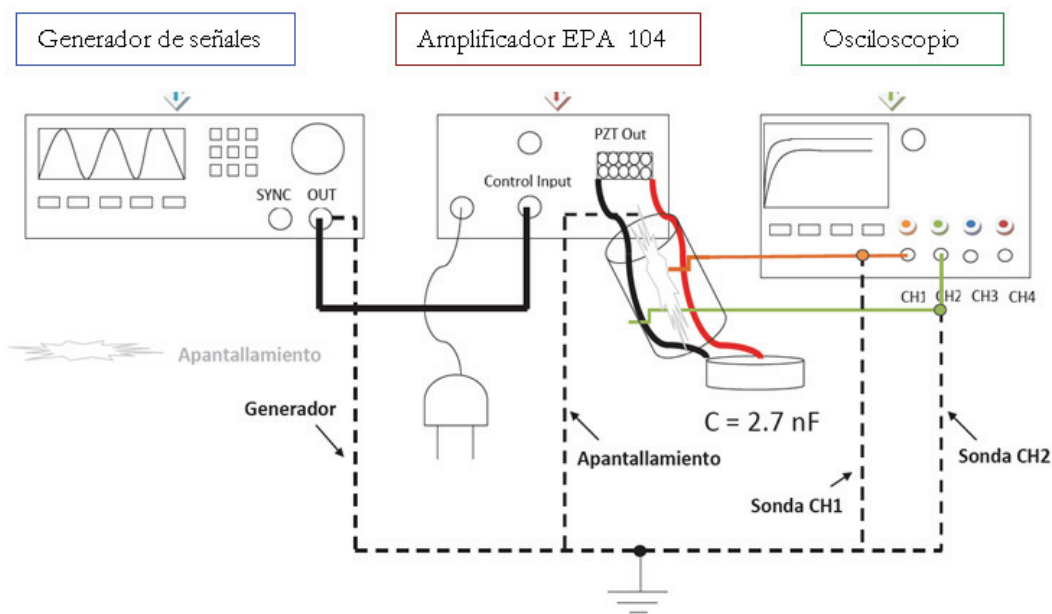 Generador de señales
Amplificador EPA 104
Osciloscopio
PZT Out
Control Input
SYNC OUT
CH1 CH2 CH3 CH4
Apantallamiento
Generador
C = 2.7 nF
Apantallamiento
Sonda CH2
Sonda CH1